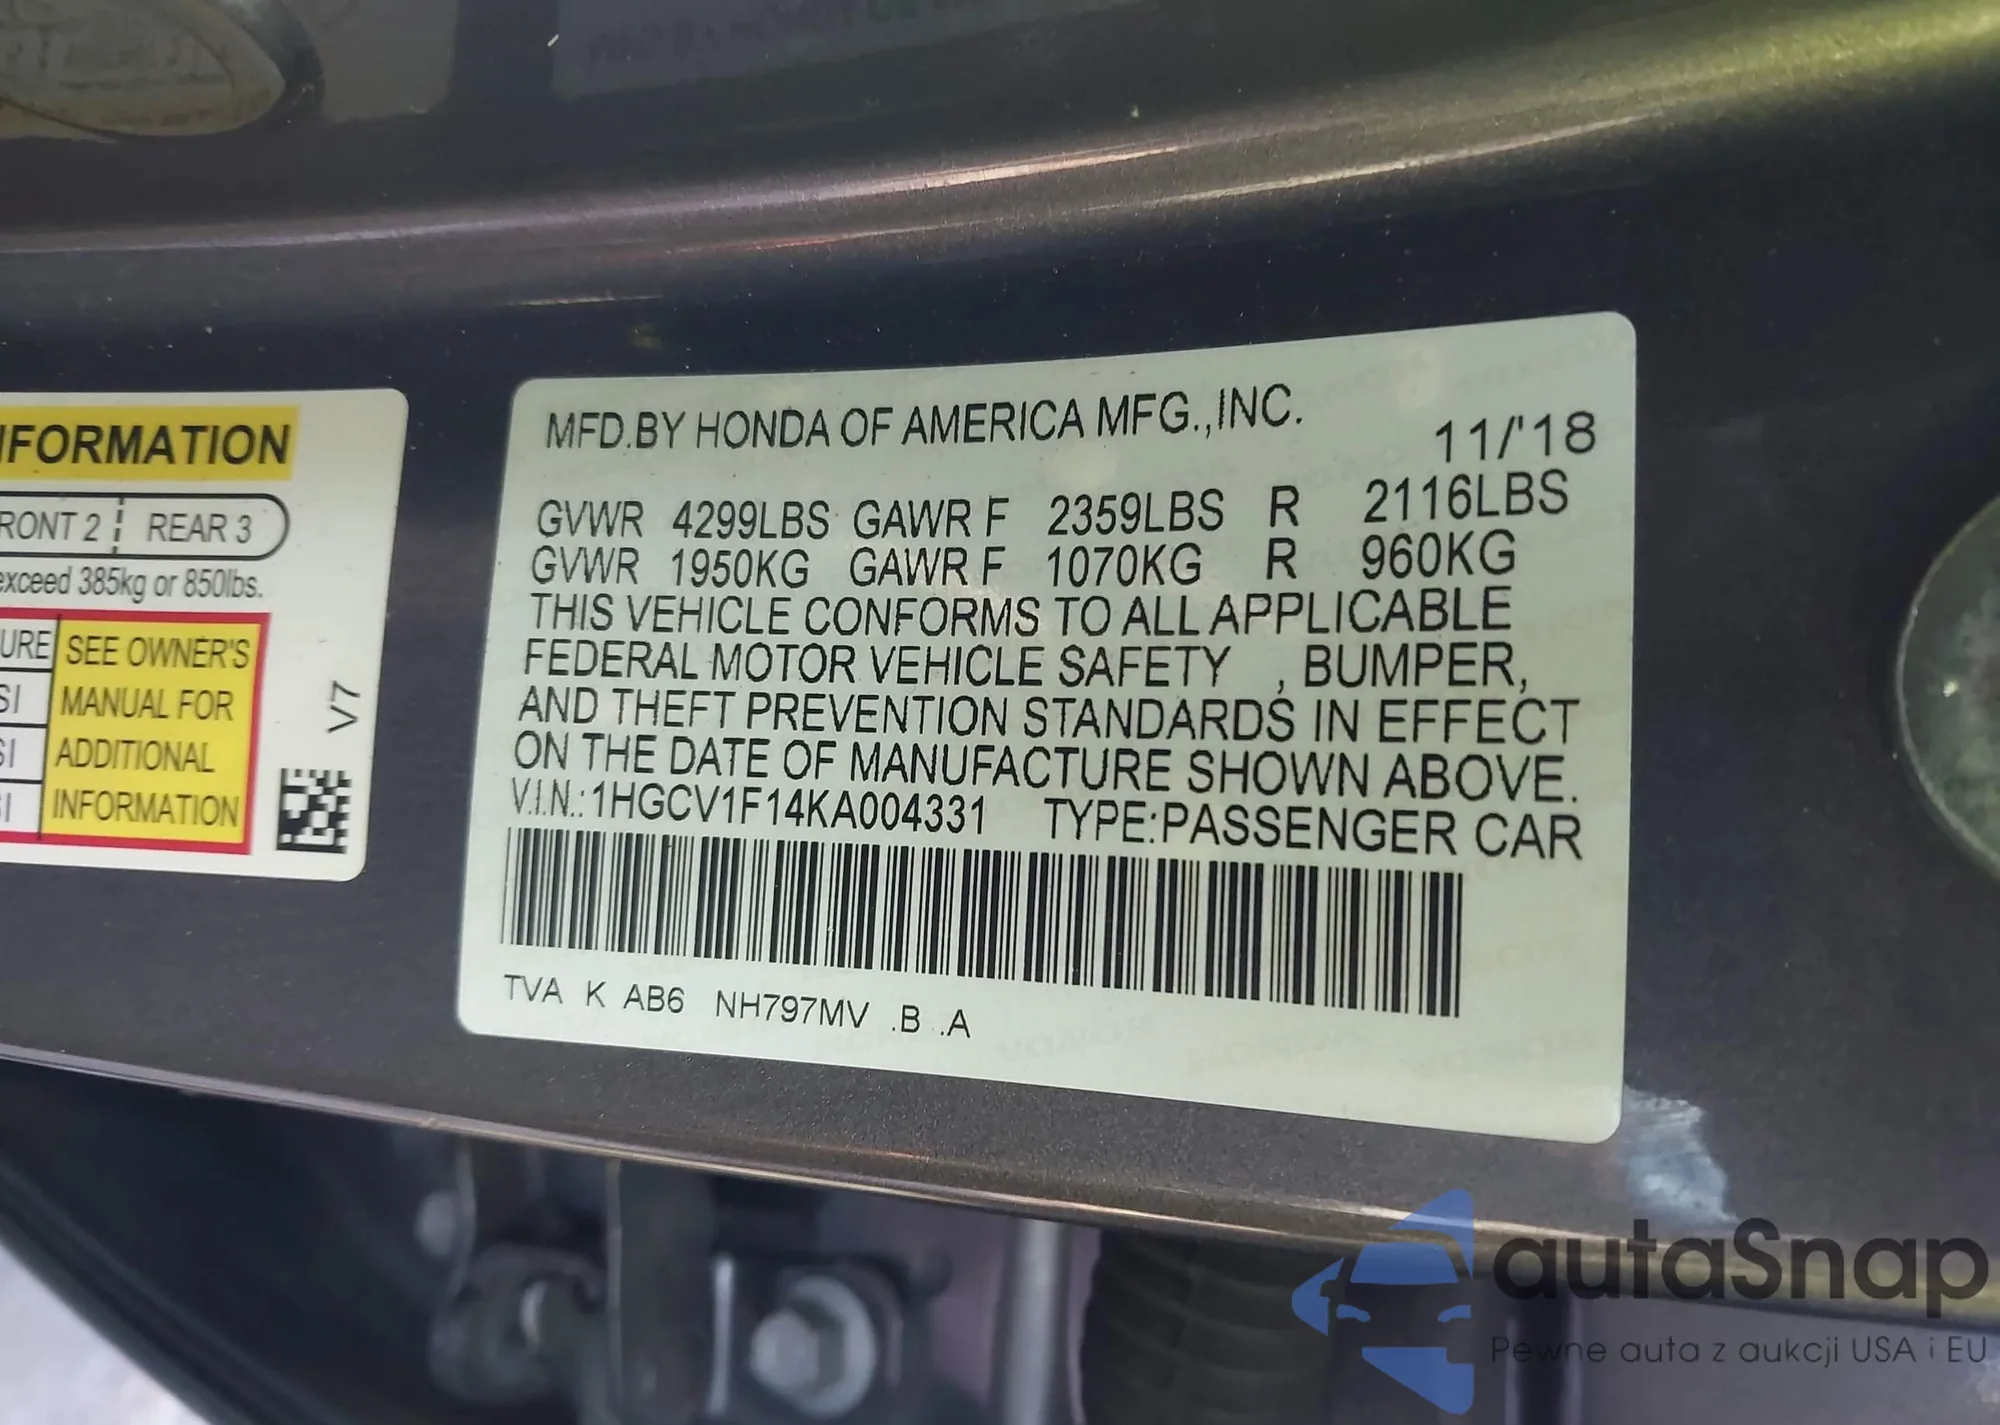 NFORMATION
RONT 2 REAR 3
exceed 385kg or 850lbs.
URE
SI
SI
SI
SEE OWNER'S
MANUAL FOR
ADDITIONAL
INFORMATION
V7
MFD.BY HONDA OF AMERICA MFG.,INC. 11/'18
GVWR 4299LBS GAWR F 2359LBS R 2116LBS
GVWR 1950KG GAWR F 1070KG R 960KG
THIS VEHICLE CONFORMS TO ALL APPLICABLE
FEDERAL MOTOR VEHICLE SAFETY , BUMPER,
AND THEFT PREVENTION STANDARDS IN EFFECT
ON THE DATE OF MANUFACTURE SHOWN ABOVE.
V.I.N.:1HGCV1F14KA004331 TYPE:PASSENGER CAR
TVA K AB6 NH797MV .B .A
autaSnap
Pewne auta z aukcji USA i EU